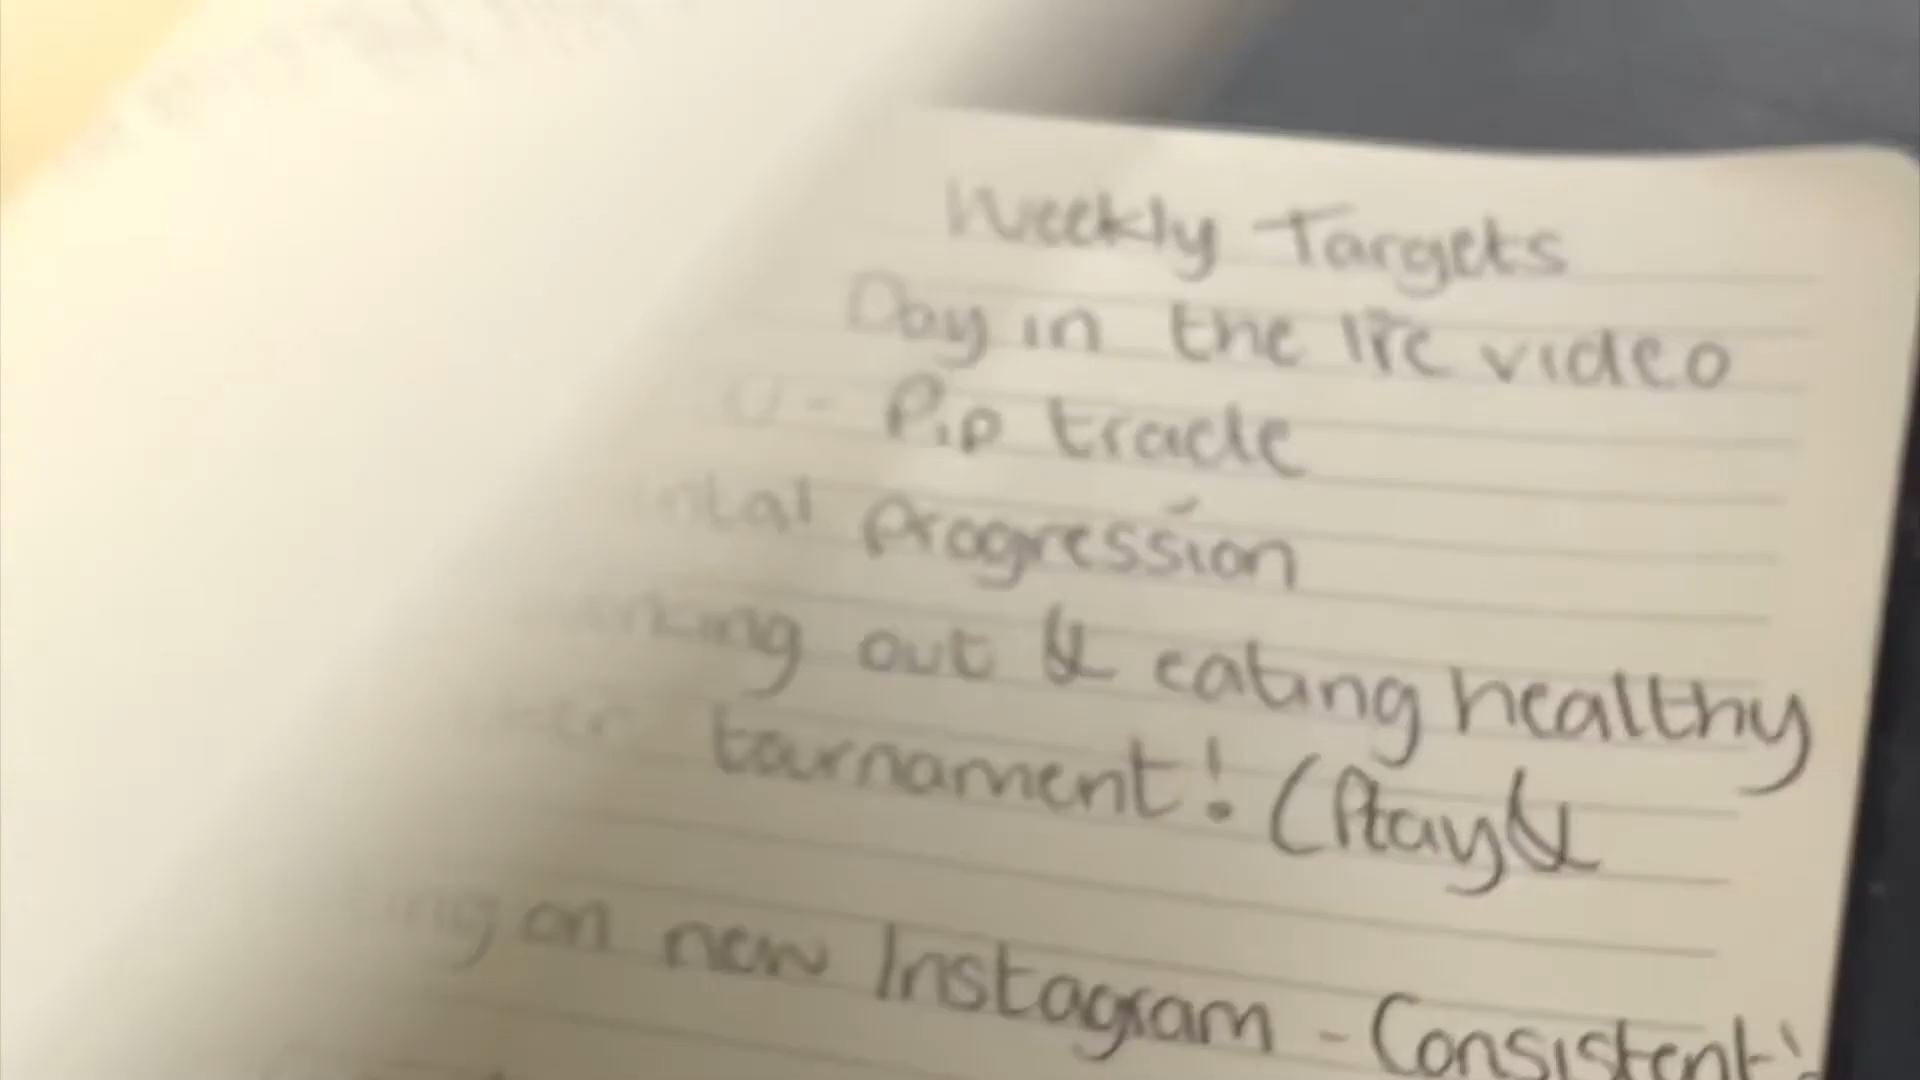 Weekly Targets
Day in the life video
Pip trade
progression
out & eating healthy
tournament! (Play &
on new Instagram - Consistent!